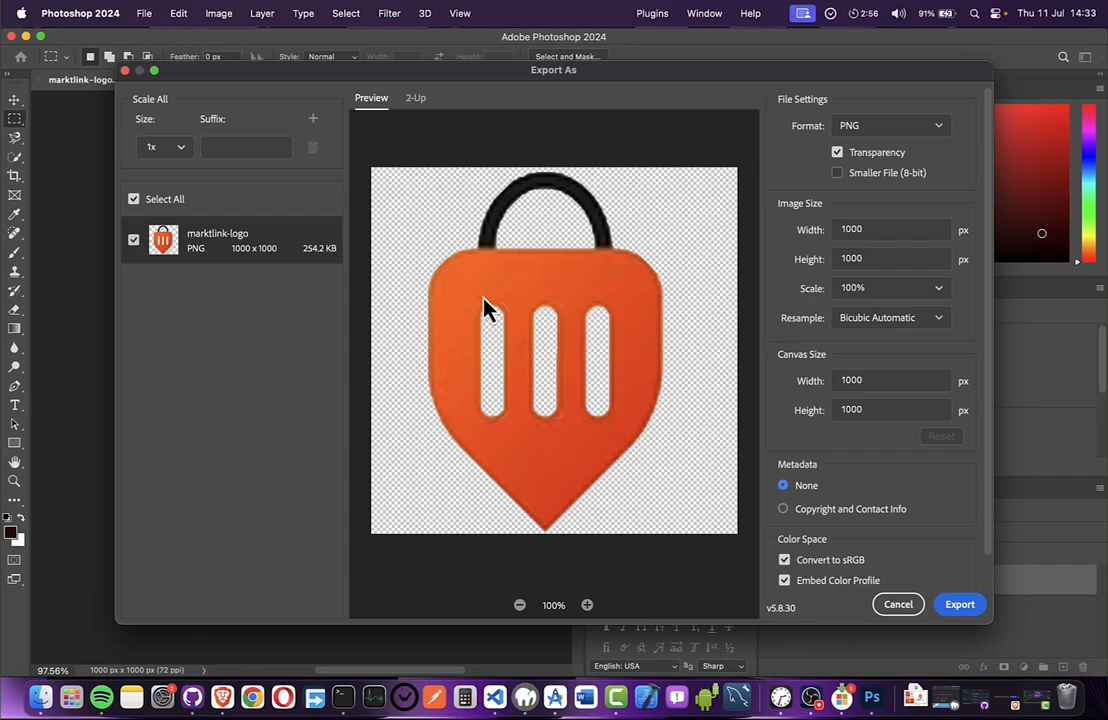 Photoshop 2024 File Edit Image Layer Type Select Filter 3D View Plugins Window Help 2:56 91% Thu 11 Jul 14:33
Adobe Photoshop 2024
Feather: 0 px Style: Normal Select and Mask...
marktlink-logo.
Export As
Scale All
Size: Suffix:
1x
Select All
marktlink-logo
PNG 1000 x 1000 254.2 KB
Preview 2-Up
100%
File Settings
Format: PNG
Transparency
Smaller File (8-bit)
Image Size
Width: 1000 px
Height: 1000 px
Scale: 100%
Resample: Bicubic Automatic
Canvas Size
Width: 1000 px
Height: 1000 px
Reset
Metadata
None
Copyright and Contact Info
Color Space
Convert to sRGB
Embed Color Profile
v5.8.30 Cancel Export
English: USA aa Sharp
97.56% 1000 px x 1000 px (72 ppi)